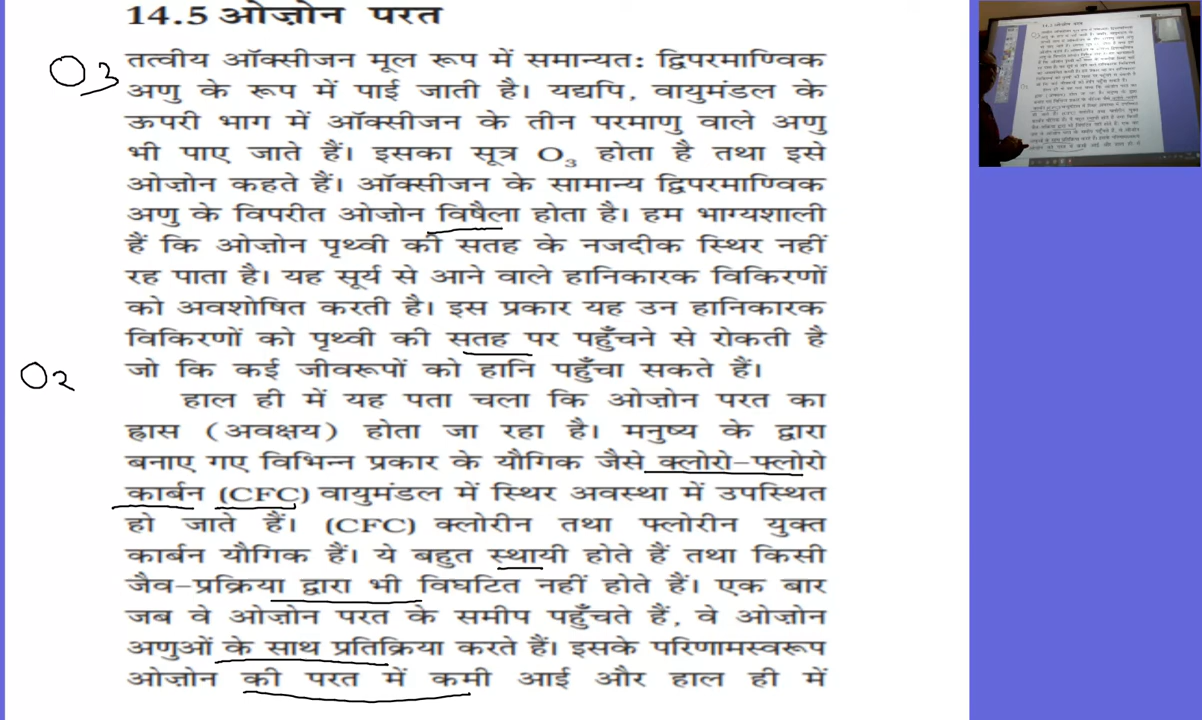 14.5 ओज़ोन परत
O3
तत्वीय ऑक्सीजन मूल रूप में समान्यत: द्विपरमाण्विक
अणु के रूप में पाई जाती है। यद्यपि, वायुमंडल के
ऊपरी भाग में ऑक्सीजन के तीन परमाणु वाले अणु
भी पाए जाते हैं। इसका सूत्र O3 होता है तथा इसे
ओज़ोन कहते हैं। ऑक्सीजन के सामान्य द्विपरमाण्विक
अणु के विपरीत ओज़ोन विषैला होता है। हम भाग्यशाली
हैं कि ओज़ोन पृथ्वी की सतह के नजदीक स्थिर नहीं
रह पाता है। यह सूर्य से आने वाले हानिकारक विकिरणों
को अवशोषित करती है। इस प्रकार यह उन हानिकारक
विकिरणों को पृथ्वी की सतह पर पहुँचने से रोकती है
जो कि कई जीवरूपों को हानि पहुँचा सकते हैं।
O2
हाल ही में यह पता चला कि ओज़ोन परत का
ह्रास (अवक्षय) होता जा रहा है। मनुष्य के द्वारा
बनाए गए विभिन्न प्रकार के यौगिक जैसे क्लोरो-फ्लोरो
कार्बन (CFC) वायुमंडल में स्थिर अवस्था में उपस्थित
हो जाते हैं। (CFC) क्लोरीन तथा फ्लोरीन युक्त
कार्बन यौगिक हैं। ये बहुत स्थायी होते हैं तथा किसी
जैव-प्रक्रिया द्वारा भी विघटित नहीं होते हैं। एक बार
जब वे ओज़ोन परत के समीप पहुँचते हैं, वे ओज़ोन
अणुओं के साथ प्रतिक्रिया करते हैं। इसके परिणामस्वरूप
ओज़ोन की परत में कमी आई और हाल ही में